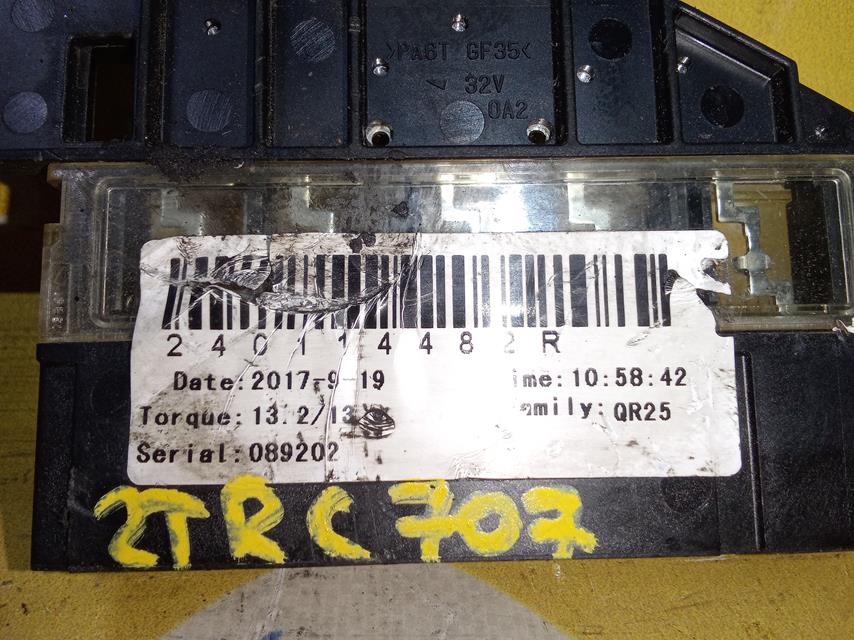 >PA6T GF35<
32V
0A2
240114482R
Date:2017-9-19
ime:10:58:42
Torque: 13.2/13
amily: QR25
Serial:089202
2TRC707